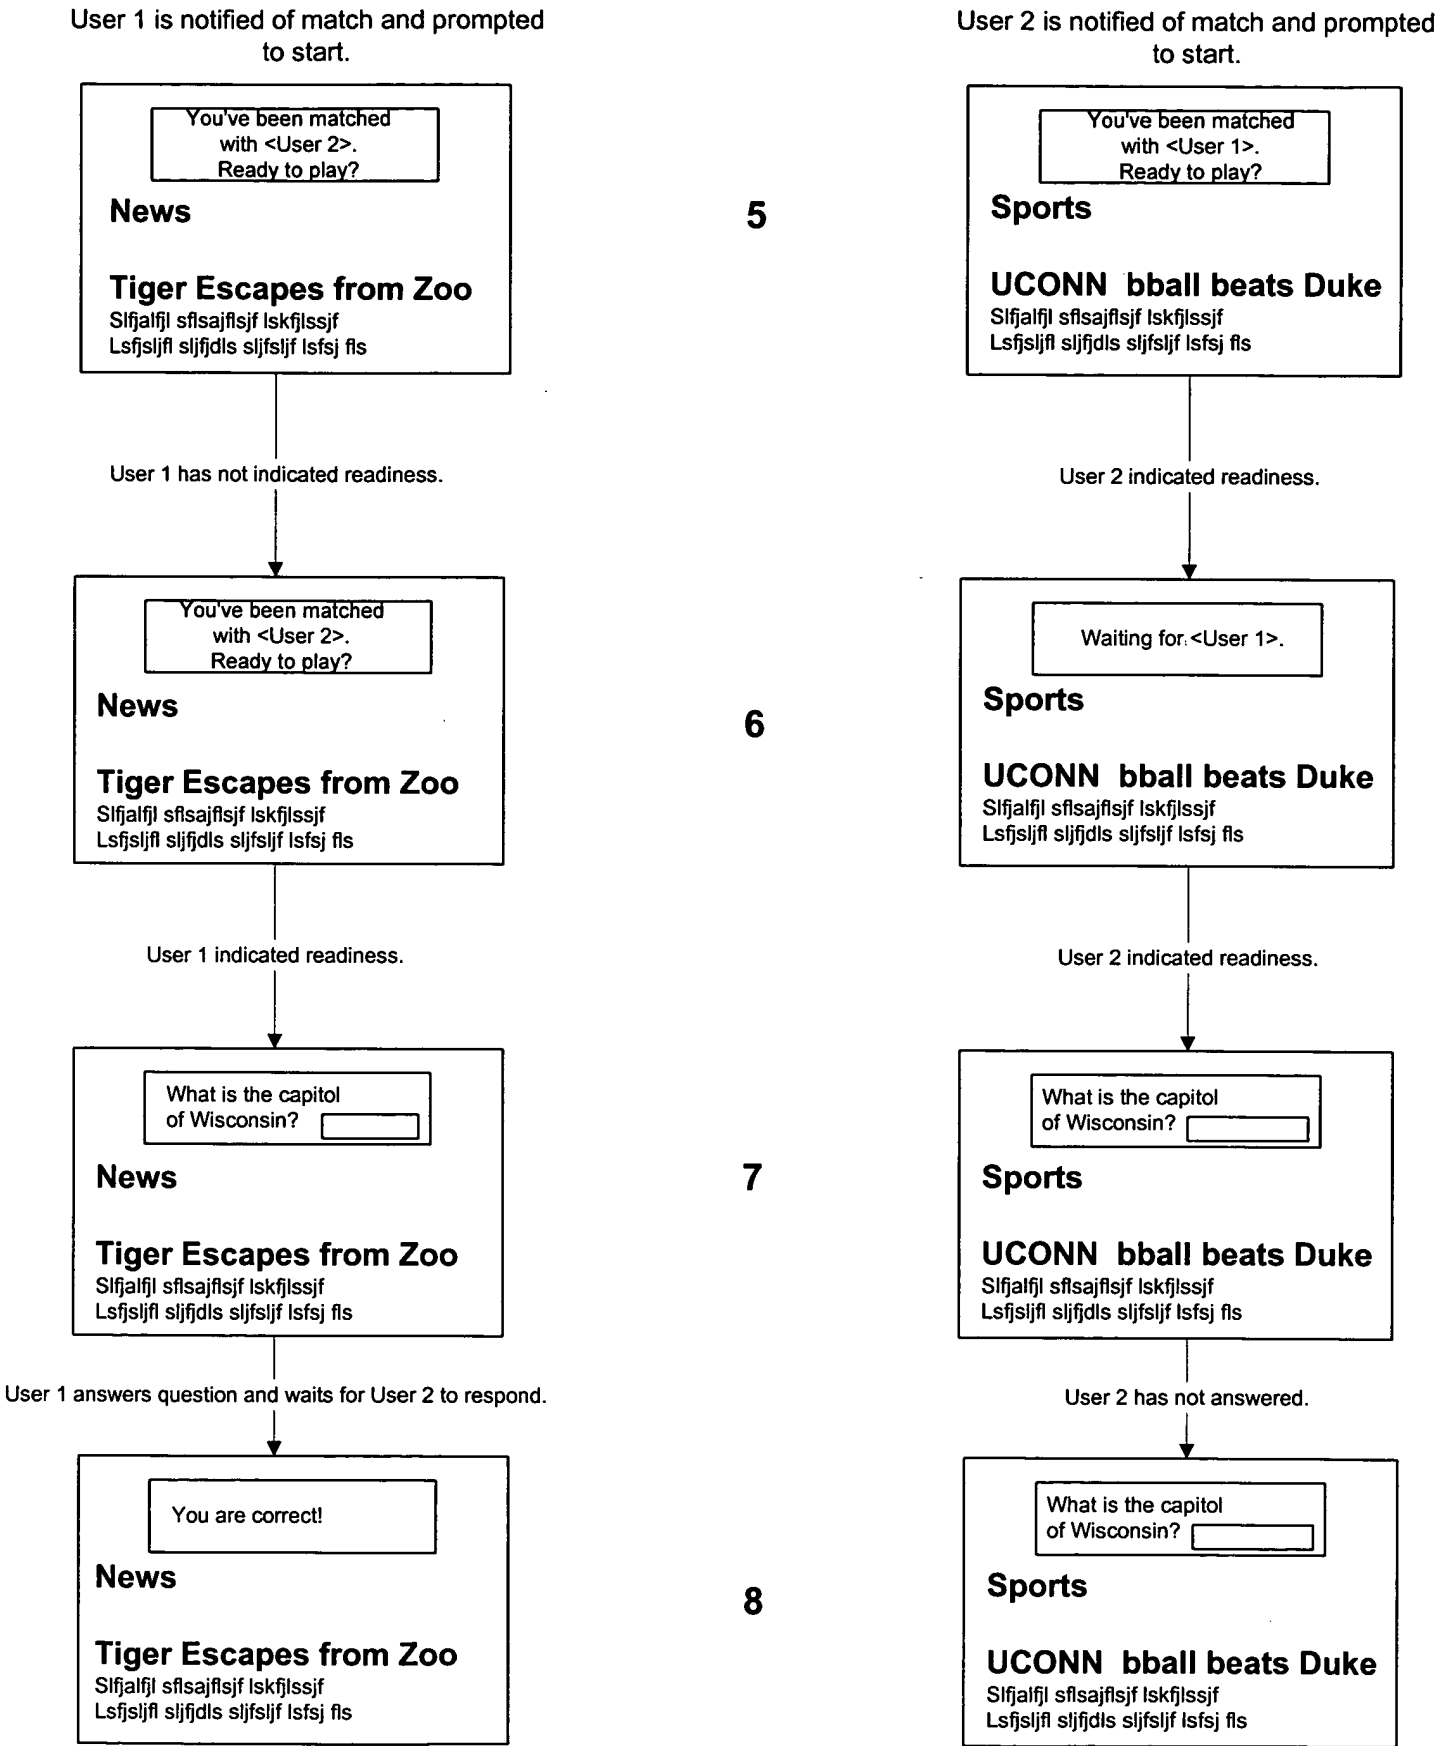 User 1 is notified of match and prompted
to start.
User 2 is notified of match and prompted
to start.
You've been matched
with <User 2>.
Ready to play?
News
Tiger Escapes from Zoo
Slfjalfjl sflsajflsjf lskfjlssjf
Lsfjsljfl sljfjdls sljfsljf lsfsj fls
5
You've been matched
with <User 1>.
Ready to play?
Sports
UCONN bball beats Duke
Slfjalfjl sflsajflsjf lskfjlssjf
Lsfjsljfl sljfjdls sljfsljf lsfsj fls
User 1 has not indicated readiness.
User 2 indicated readiness.
You've been matched
with <User 2>.
Ready to play?
News
Tiger Escapes from Zoo
Slfjalfjl sflsajflsjf lskfjlssjf
Lsfjsljfl sljfjdls sljfsljf lsfsj fls
6
Waiting for <User 1>.
Sports
UCONN bball beats Duke
Slfjalfjl sflsajflsjf lskfjlssjf
Lsfjsljfl sljfjdls sljfsljf lsfsj fls
User 1 indicated readiness.
User 2 indicated readiness.
What is the capitol
of Wisconsin?
News
Tiger Escapes from Zoo
Slfjalfjl sflsajflsjf lskfjlssjf
Lsfjsljfl sljfjdls sljfsljf lsfsj fls
7
What is the capitol
of Wisconsin?
Sports
UCONN bball beats Duke
Slfjalfjl sflsajflsjf lskfjlssjf
Lsfjsljfl sljfjdls sljfsljf lsfsj fls
User 1 answers question and waits for User 2 to respond.
User 2 has not answered.
You are correct!
News
Tiger Escapes from Zoo
Slfjalfjl sflsajflsjf lskfjlssjf
Lsfjsljfl sljfjdls sljfsljf lsfsj fls
8
What is the capitol
of Wisconsin?
Sports
UCONN bball beats Duke
Slfjalfjl sflsajflsjf lskfjlssjf
Lsfjsljfl sljfjdls sljfsljf lsfsj fls